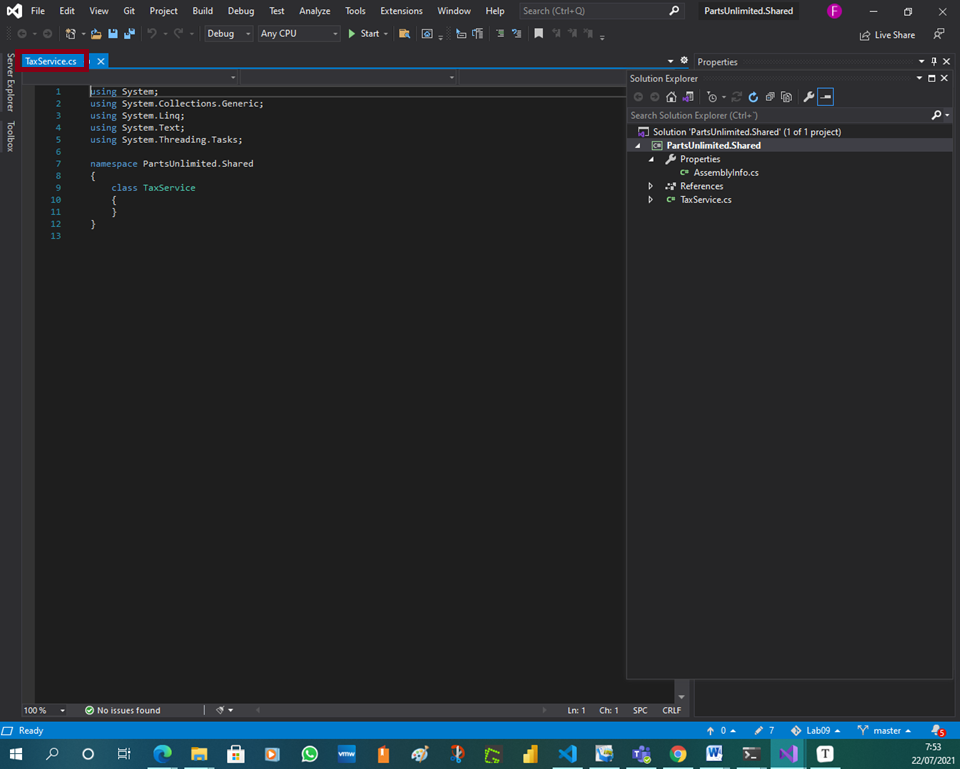 File Edit View Git Project Build Debug Test Analyze Tools Extensions Window Help Search (Ctrl+Q) PartsUnlimited.Shared F
Debug Any CPU Start Live Share
Server Explorer
Toolbox
TaxService.cs
1 using System;
2 using System.Collections.Generic;
3 using System.Linq;
4 using System.Text;
5 using System.Threading.Tasks;
6
7 namespace PartsUnlimited.Shared
8 {
9 class TaxService
10 {
11 }
12 }
13
Properties
Solution Explorer
Search Solution Explorer (Ctrl+¨)
Solution 'PartsUnlimited.Shared' (1 of 1 project)
C# PartsUnlimited.Shared
Properties
C# AssemblyInfo.cs
References
C# TaxService.cs
100 % No issues found Ln: 1 Ch: 1 SPC CRLF
Ready 0 7 Lab09 master 5
vmw W T 7:53
22/07/2021